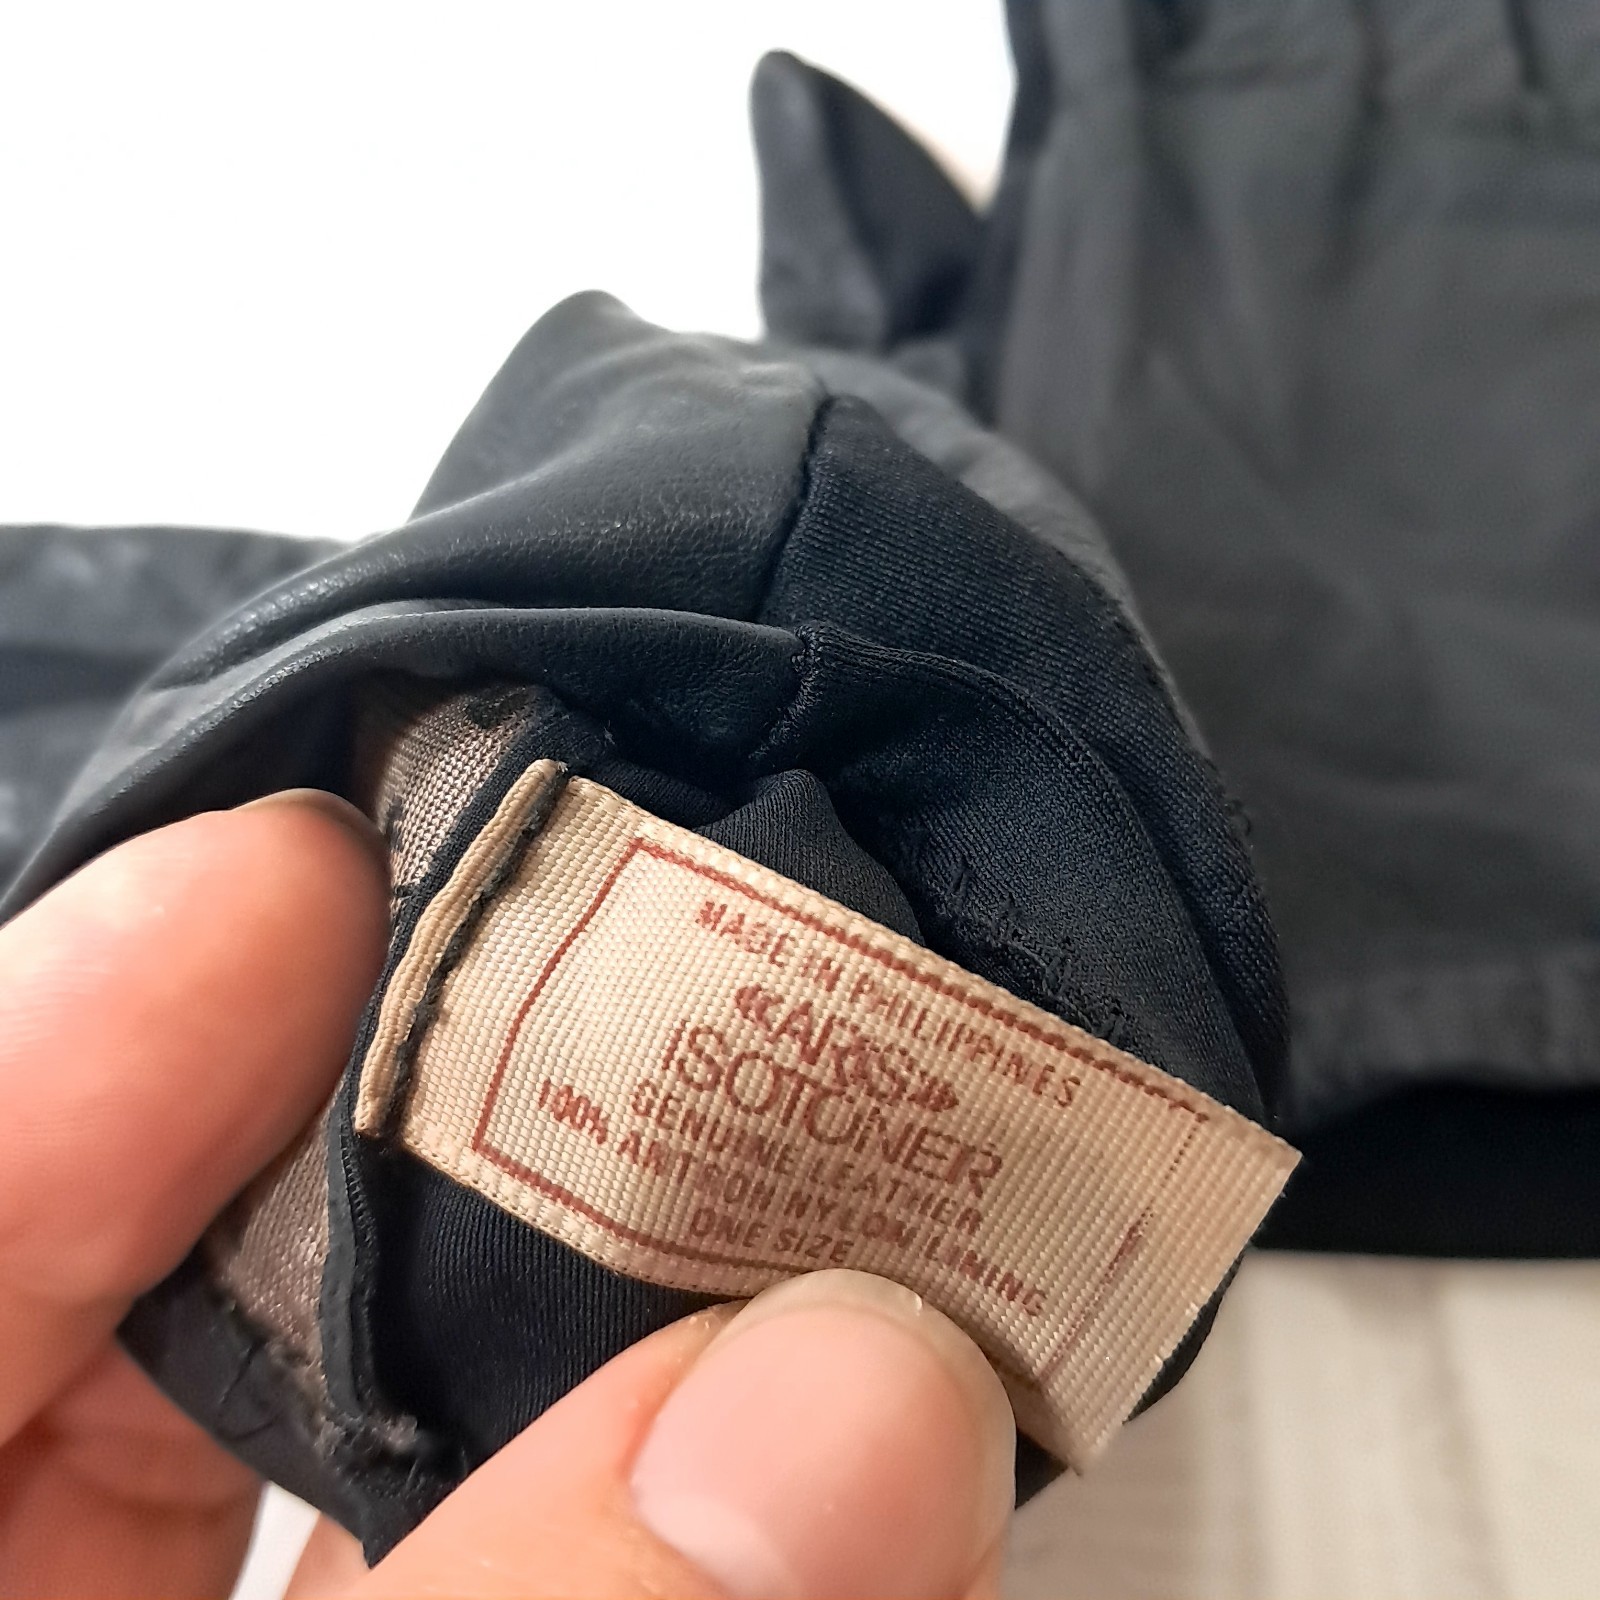 MADE IN PHILIPPINES
«ARIS»
ISOTONER
GENUINE LEATHER
100% ANTRON NYLON LINING
ONE SIZE